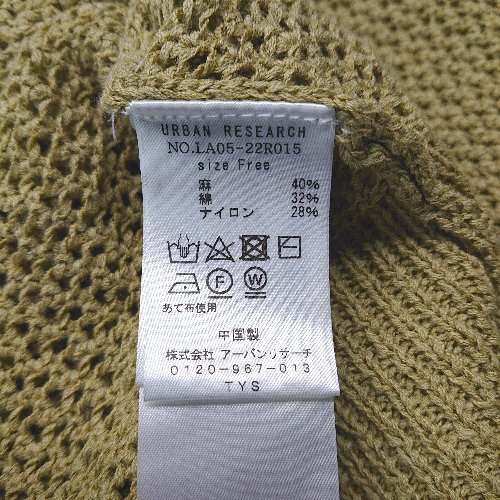 URBAN RESEARCH
NO.LA05-22R015
size Free
麻 40%
綿 32%
ナイロン 28%
F W
あて布使用
中国製
株式会社 アーバンリサーチ
0120-967-013
TYS